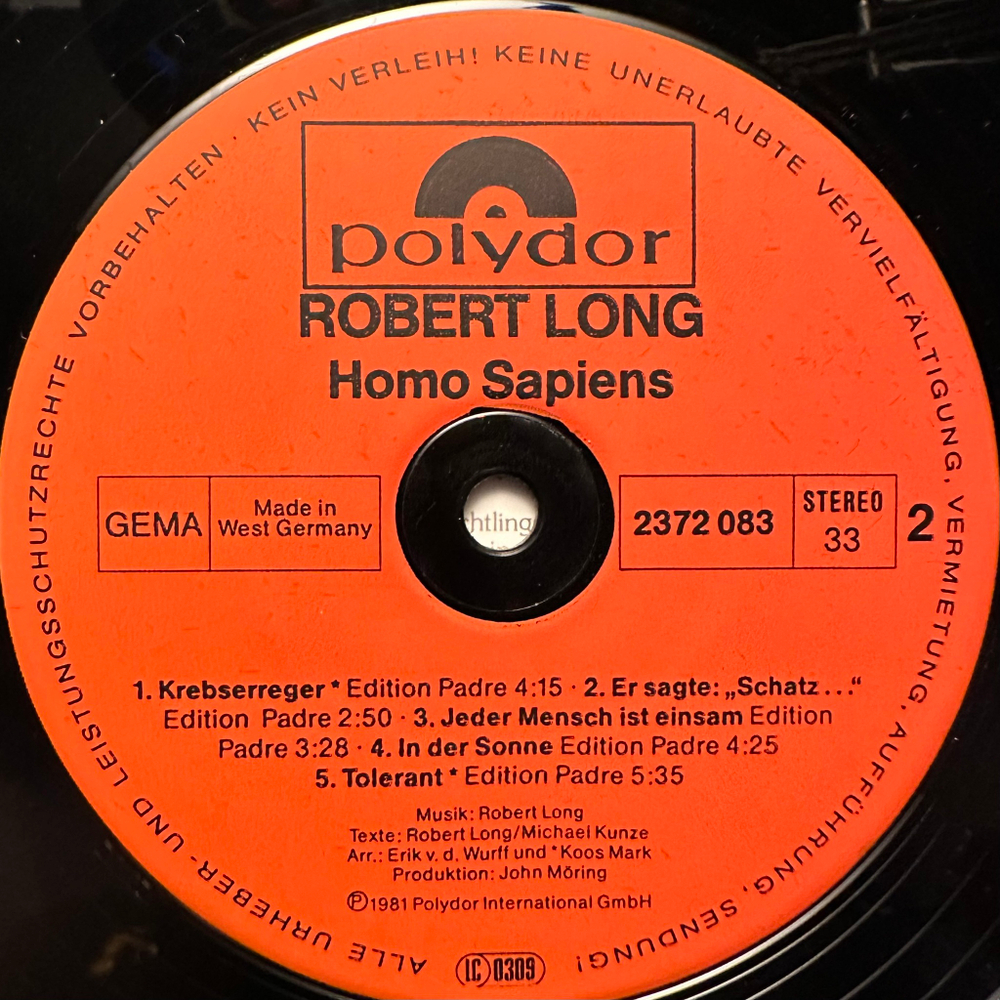 ALLE URHEBER- UND LEISTUNGSSCHUTZRECHTE VORBEHALTEN · KEIN VERLEIH! KEINE UNERLAUBTE VERVIELFÄLTIGUNG, VERMIETUNG, AUFFÜHRUNG, SENDUNG!
polydor
ROBERT LONG
Homo Sapiens
GEMA
Made in
West Germany
2372 083
STEREO
33
2
1. Krebserreger * Edition Padre 4:15 · 2. Er sagte: „Schatz . . .“
Edition Padre 2:50 · 3. Jeder Mensch ist einsam Edition
Padre 3:28 · 4. In der Sonne Edition Padre 4:25
5. Tolerant * Edition Padre 5:35
Musik: Robert Long
Texte: Robert Long/Michael Kunze
Arr.: Erik v. d. Wurff und *Koos Mark
Produktion: John Möring
Ⓟ1981 Polydor International GmbH
LC 0309